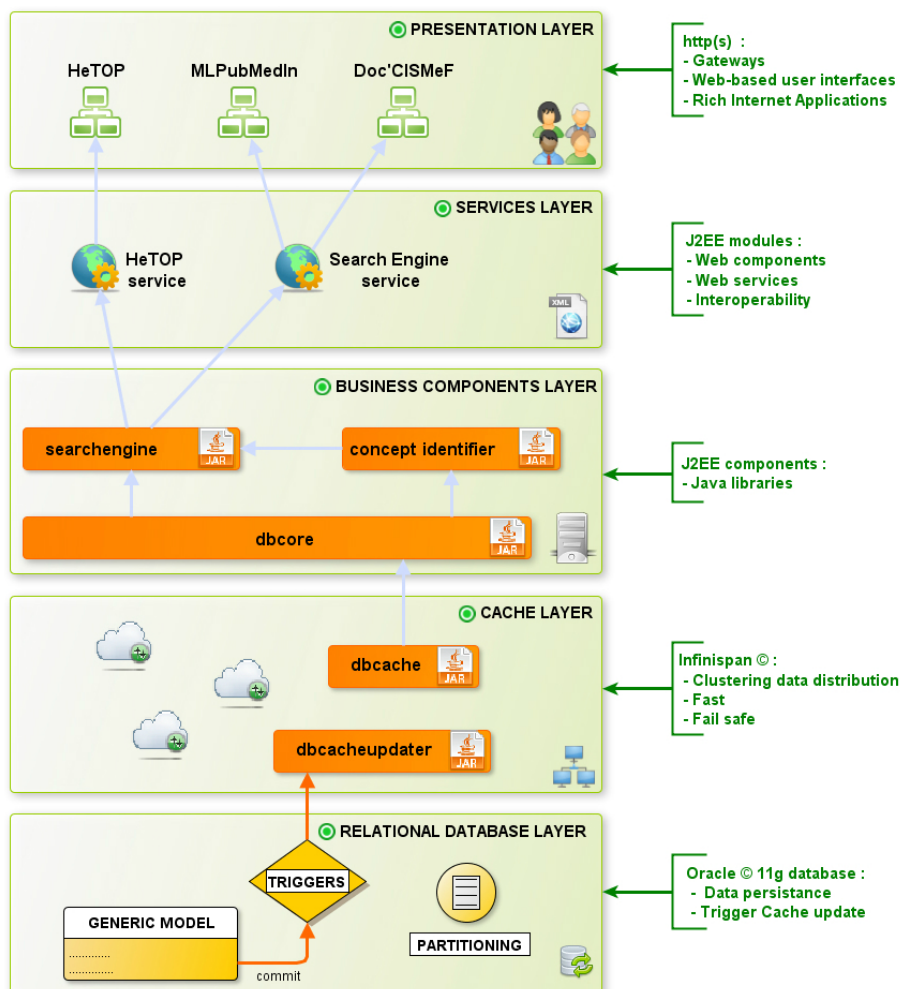 PRESENTATION LAYER
HeTOP
MLPubMedIn
Doc'CISMeF
http(s) :
- Gateways
- Web-based user interfaces
- Rich Internet Applications
SERVICES LAYER
HeTOP
service
Search Engine
service
XML
J2EE modules :
- Web components
- Web services
- Interoperability
BUSINESS COMPONENTS LAYER
searchengine
JAR
concept identifier
JAR
dbcore
JAR
J2EE components :
- Java libraries
CACHE LAYER
dbcache
JAR
dbcacheupdater
JAR
Infinispan © :
- Clustering data distribution
- Fast
- Fail safe
RELATIONAL DATABASE LAYER
TRIGGERS
GENERIC MODEL
.............
..............
commit
PARTITIONING
Oracle © 11g database :
- Data persistance
- Trigger Cache update